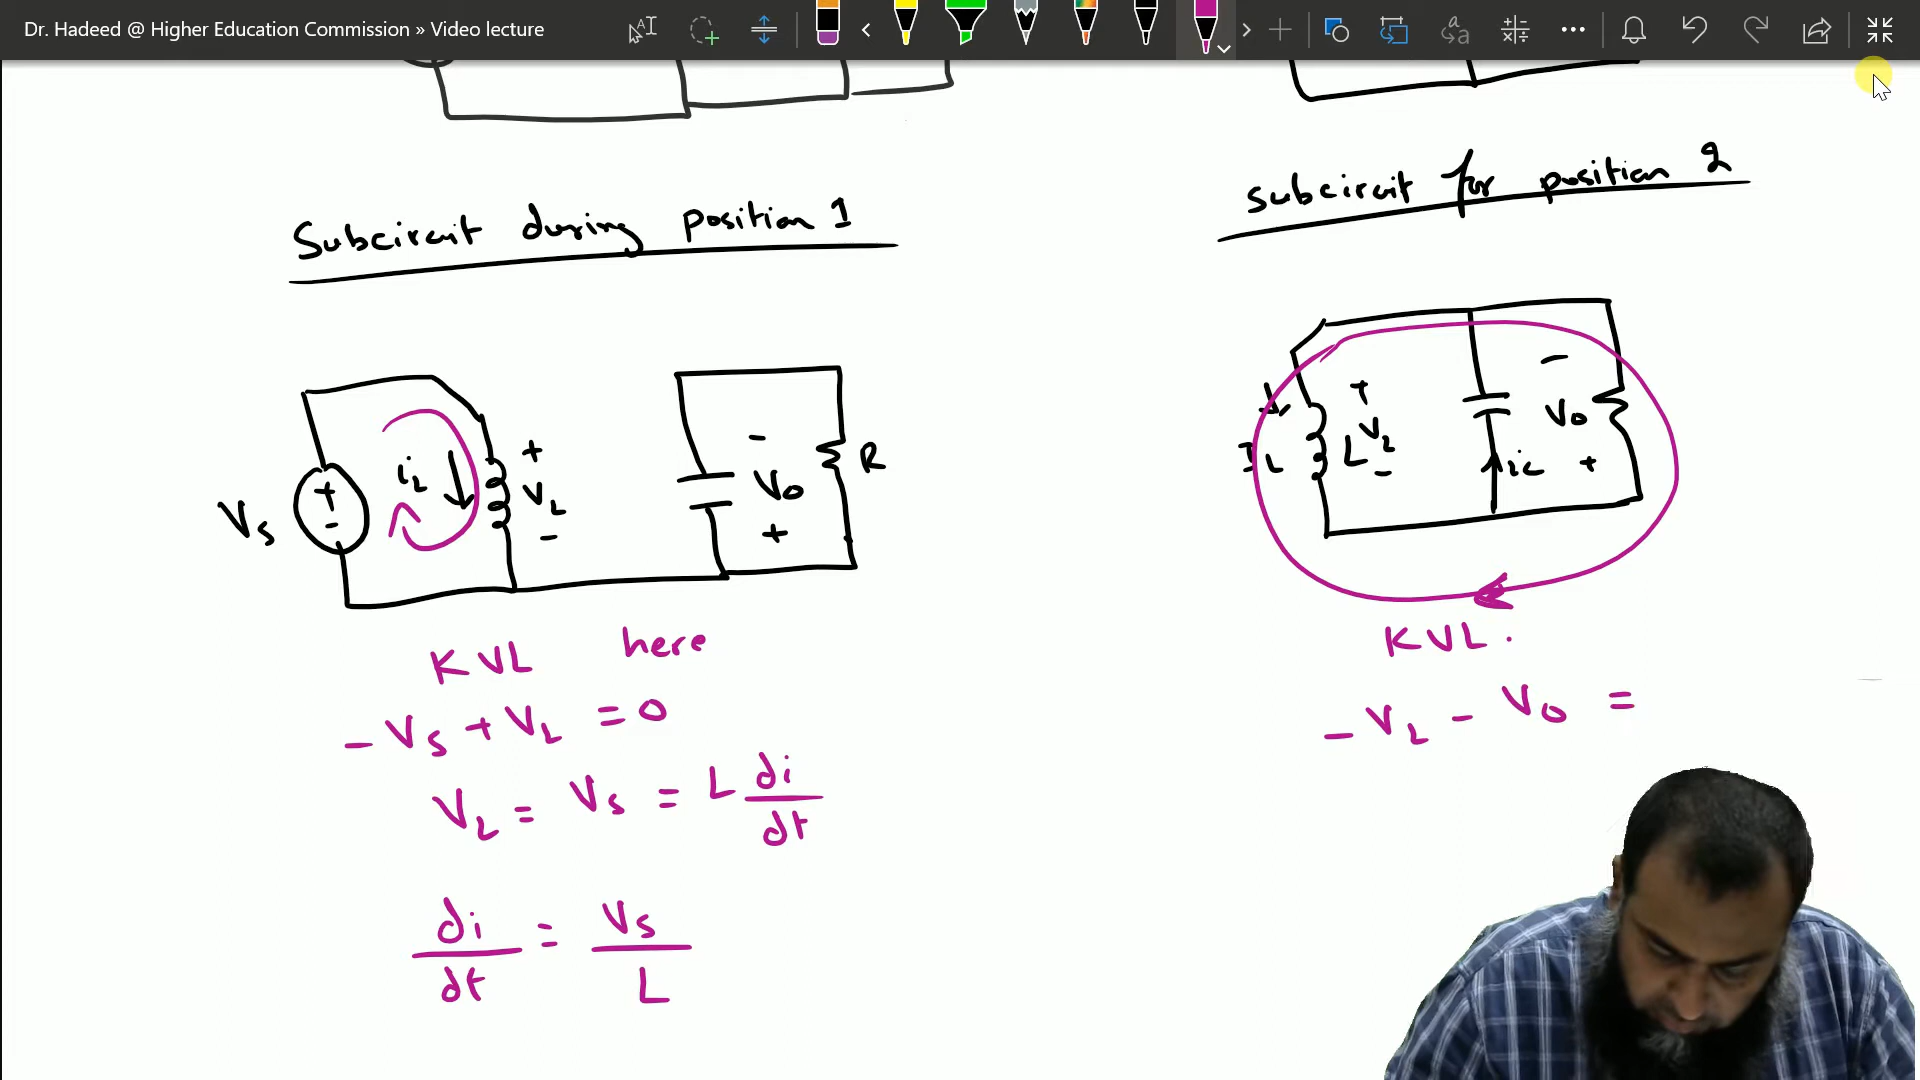 Dr. Hadeed @ Higher Education Commission » Video lecture
Subcircuit during position 1
subcircuit for position 2
Vs + - iL + VL -
- Vo + R
IL L + VL - ic - Vo +
KVL here
- Vs + VL = 0
VL = Vs = L di/dt
di/dt = Vs/L
KVL.
- VL - Vo =